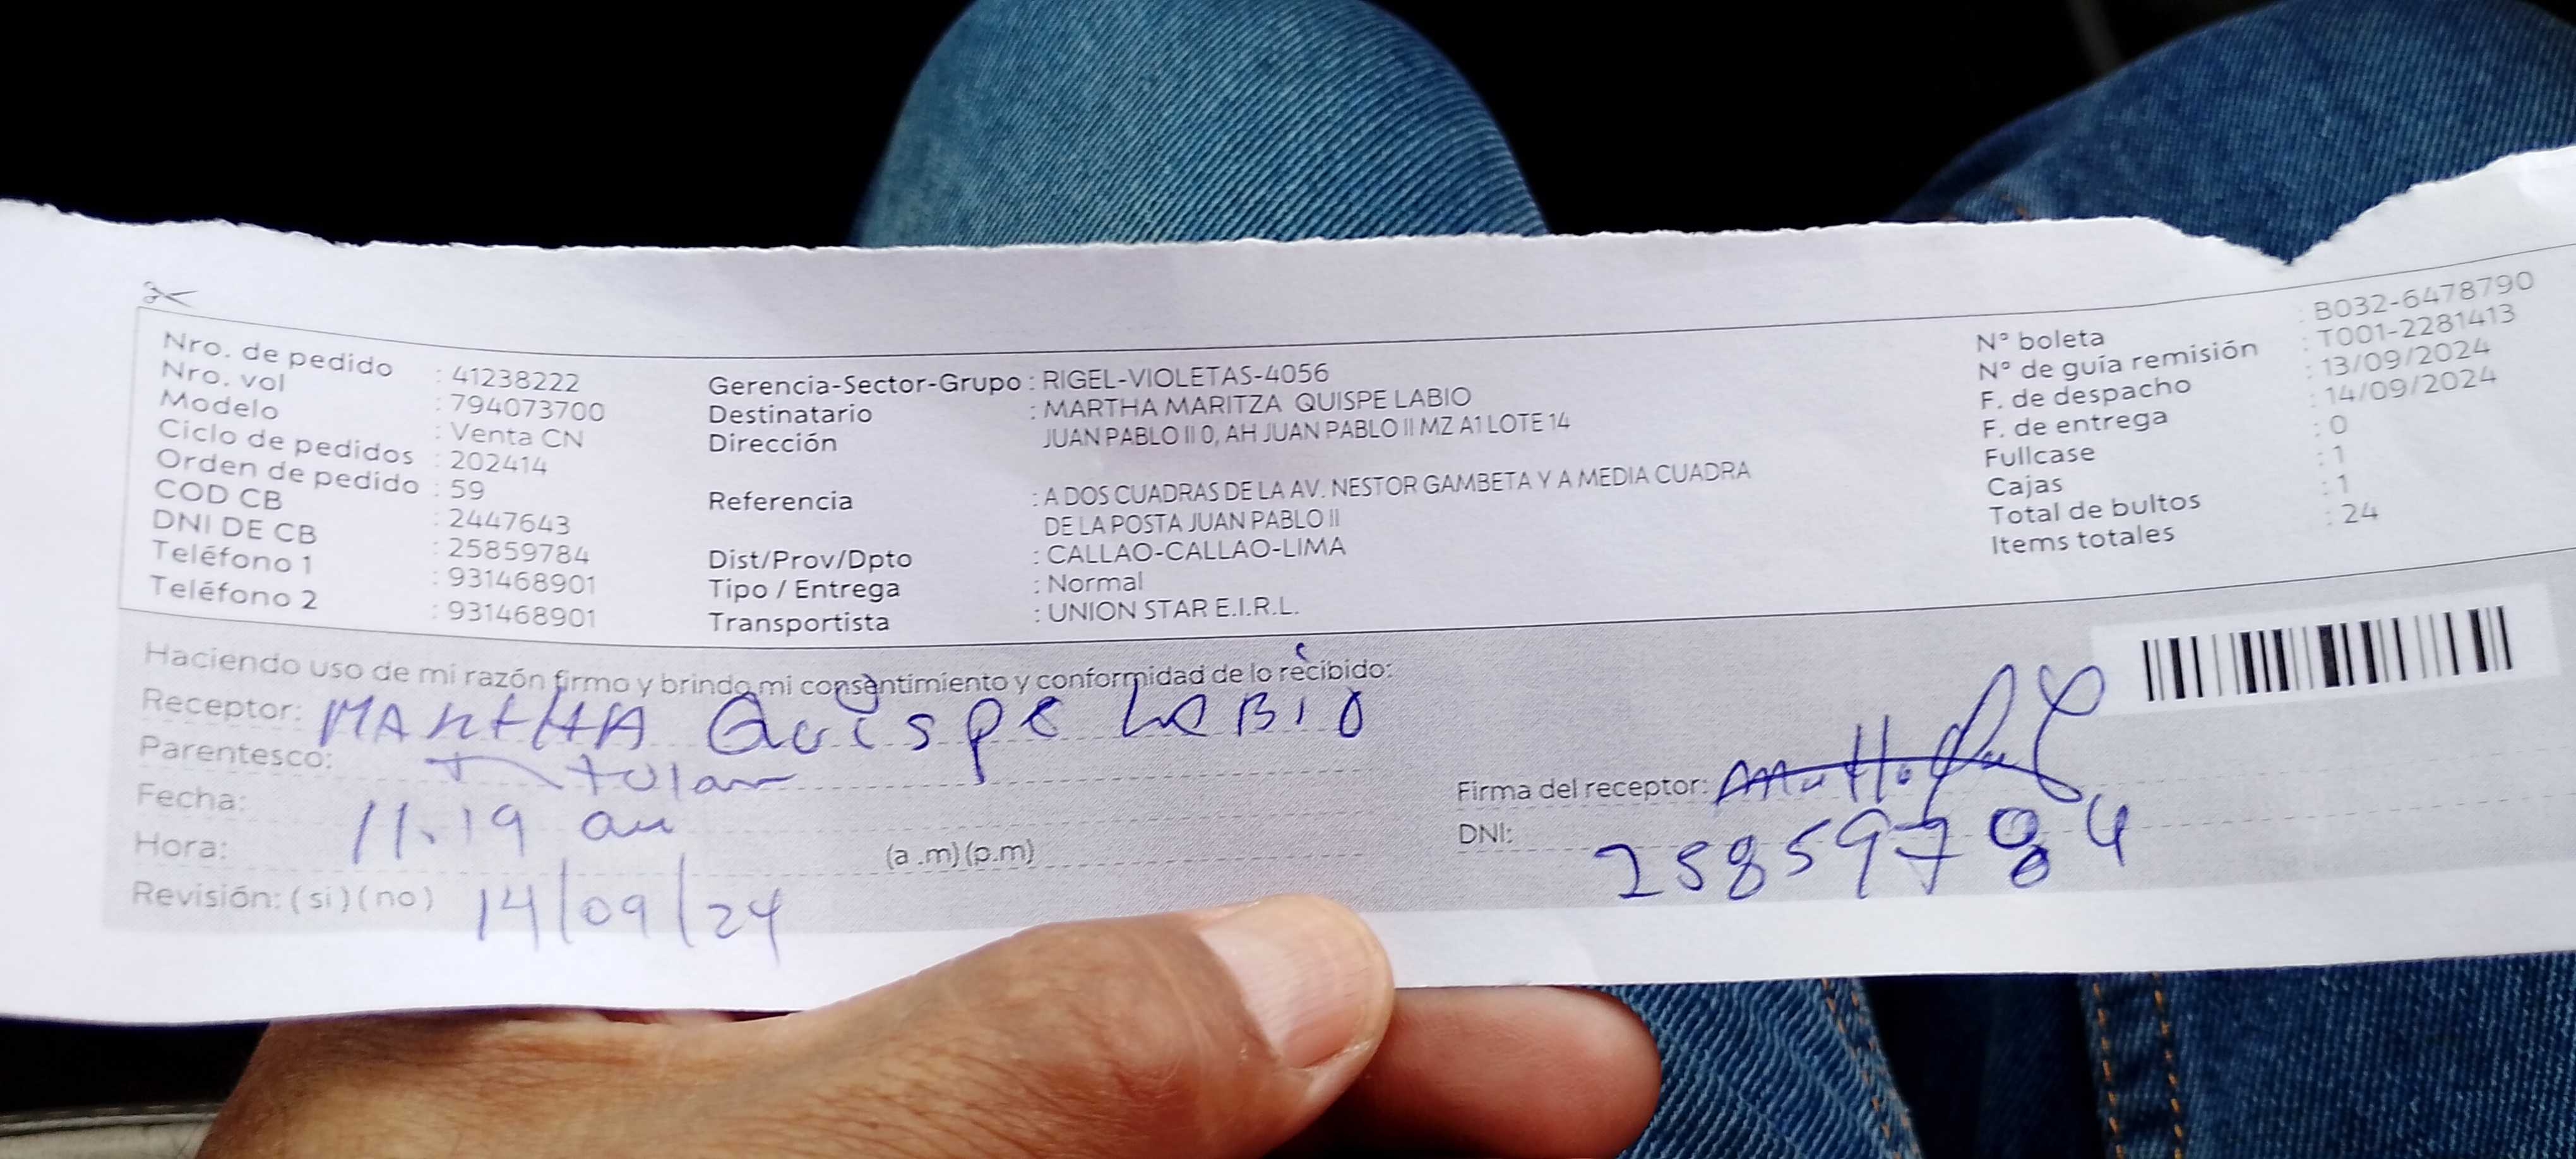 Nro. de pedido : 41238222
Nro. vol : 794073700
Modelo : Venta CN
Ciclo de pedidos : 202414
Orden de pedido : 59
COD CB : 2447643
DNI DE CB : 25859784
Teléfono 1 : 931468901
Teléfono 2 : 931468901
Gerencia-Sector-Grupo : RIGEL-VIOLETAS-4056
Destinatario : MARTHA MARITZA QUISPE LABIO
Dirección JUAN PABLO II 0, AH JUAN PABLO II MZ A1 LOTE 14
Referencia : A DOS CUADRAS DE LA AV. NESTOR GAMBETA Y A MEDIA CUADRA
DE LA POSTA JUAN PABLO II
Dist/Prov/Dpto : CALLAO-CALLAO-LIMA
Tipo / Entrega : Normal
Transportista : UNION STAR E.I.R.L.
N° boleta : B032-6478790
N° de guía remisión : T001-2281413
F. de despacho : 13/09/2024
F. de entrega : 14/09/2024
Fullcase : 0
Cajas : 1
Total de bultos : 1
Items totales : 24
Haciendo uso de mi razón firmo y brindo mi consentimiento y conformidad de lo recibido:
Receptor: MARtHA Quispe LaBio
Parentesco: Titular
Fecha: 11.19 am
Hora: (a .m) (p.m)
Revisión: ( si ) ( no ) 14/09/24
Firma del receptor:
DNI: 25859784